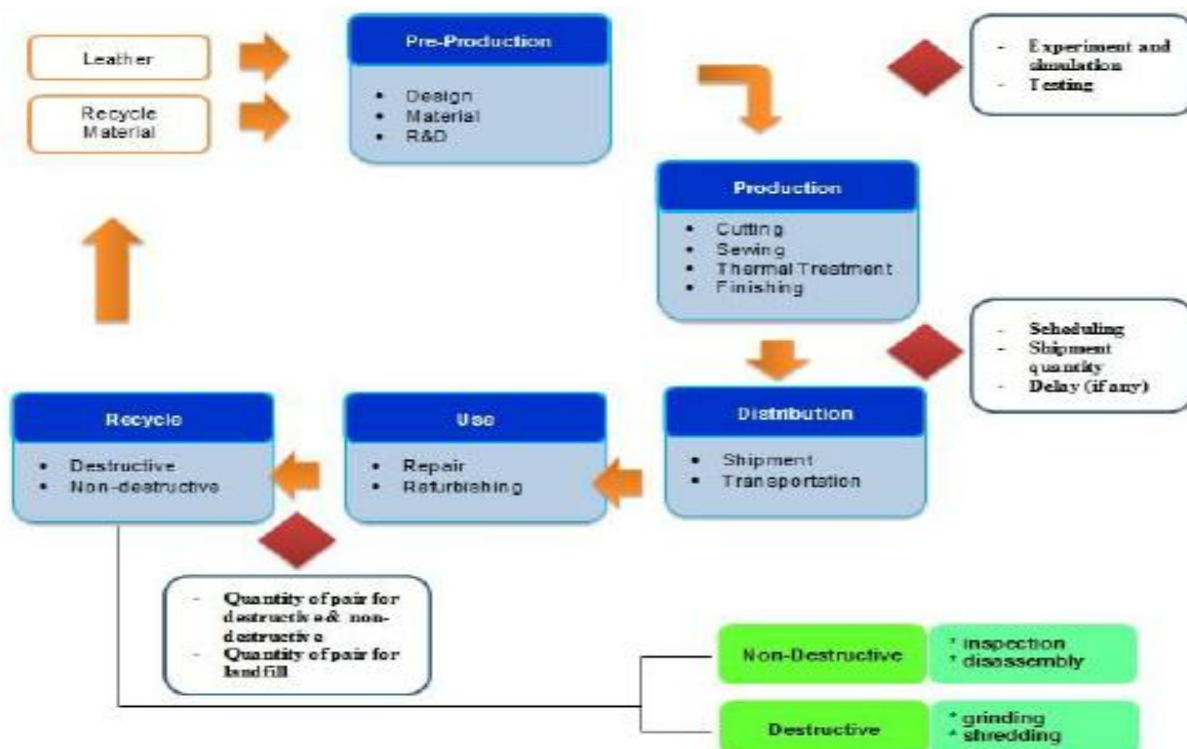 Leather
Recycle
Material
Pre-Production
• Design
• Material
• R&D
- Experiment and
simulation
- Testing
Production
• Cutting
• Sewing
• Thermal Treatment
• Finishing
- Scheduling
- Shipment
quantity
- Delay (if any)
Distribution
• Shipment
• Transportation
Use
• Repair
• Refurbishing
Recycle
• Destructive
• Non-destructive
- Quantity of pair for
destructive & non-
destructive
- Quantity of pair for
landfill
Non-Destructive
* inspection
* disassembly
Destructive
* grinding
* shredding